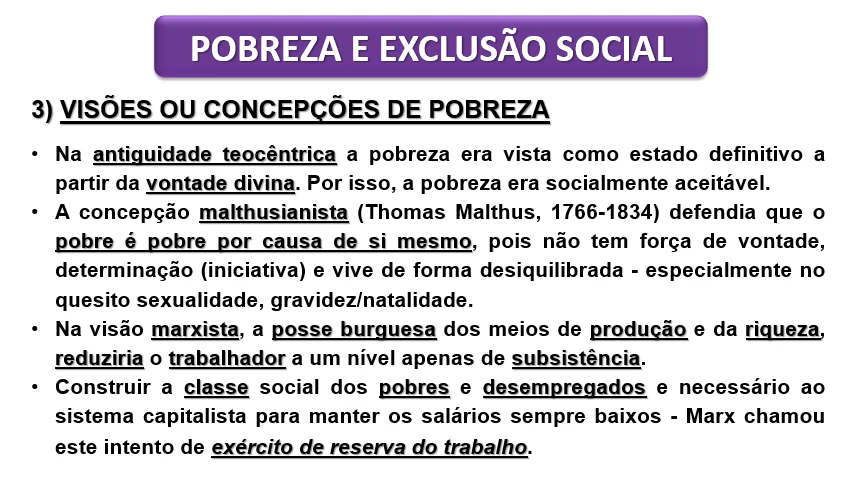 POBREZA E EXCLUSÃO SOCIAL
3) VISÕES OU CONCEPÇÕES DE POBREZA
• Na antiguidade teocêntrica a pobreza era vista como estado definitivo a
partir da vontade divina. Por isso, a pobreza era socialmente aceitável.
• A concepção malthusianista (Thomas Malthus, 1766-1834) defendia que o
pobre é pobre por causa de si mesmo, pois não tem força de vontade,
determinação (iniciativa) e vive de forma desiquilibrada - especialmente no
quesito sexualidade, gravidez/natalidade.
• Na visão marxista, a posse burguesa dos meios de produção e da riqueza,
reduziria o trabalhador a um nível apenas de subsistência.
• Construir a classe social dos pobres e desempregados e necessário ao
sistema capitalista para manter os salários sempre baixos - Marx chamou
este intento de exército de reserva do trabalho.